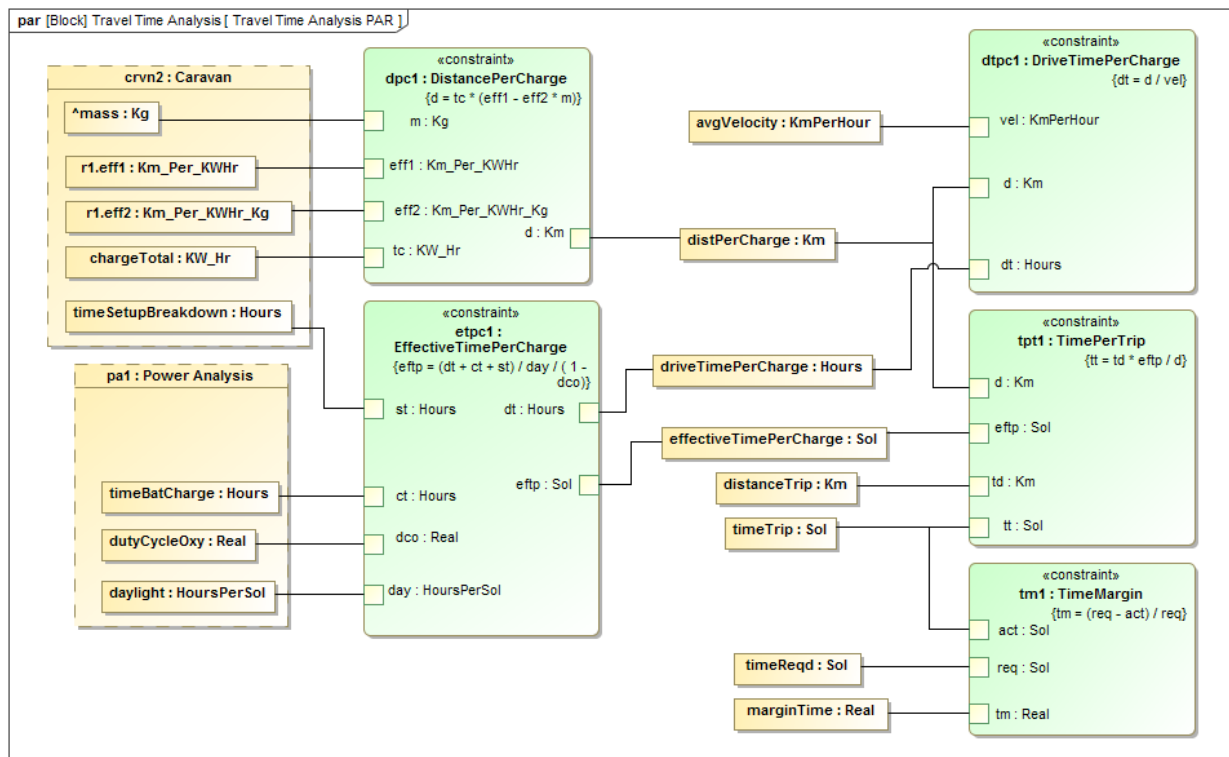 par [Block] Travel Time Analysis [ Travel Time Analysis PAR ]
crvn2 : Caravan
^mass : Kg
r1.eff1 : Km_Per_KWHr
r1.eff2 : Km_Per_KWHr_Kg
chargeTotal : KW_Hr
timeSetupBreakdown : Hours
pa1 : Power Analysis
timeBatCharge : Hours
dutyCycleOxy : Real
daylight : HoursPerSol
«constraint»
dpc1 : DistancePerCharge
{d = tc * (eff1 - eff2 * m)}
m : Kg
eff1 : Km_Per_KWHr
eff2 : Km_Per_KWHr_Kg
d : Km
tc : KW_Hr
«constraint»
etpc1 :
EffectiveTimePerCharge
{eftp = (dt + ct + st) / day / ( 1 -
dco)}
st : Hours
dt : Hours
eftp : Sol
ct : Hours
dco : Real
day : HoursPerSol
avgVelocity : KmPerHour
distPerCharge : Km
driveTimePerCharge : Hours
effectiveTimePerCharge : Sol
distanceTrip : Km
timeTrip : Sol
timeReqd : Sol
marginTime : Real
«constraint»
dtpc1 : DriveTimePerCharge
{dt = d / vel}
vel : KmPerHour
d : Km
dt : Hours
«constraint»
tpt1 : TimePerTrip
{tt = td * eftp / d}
d : Km
eftp : Sol
td : Km
tt : Sol
«constraint»
tm1 : TimeMargin
{tm = (req - act) / req}
act : Sol
req : Sol
tm : Real